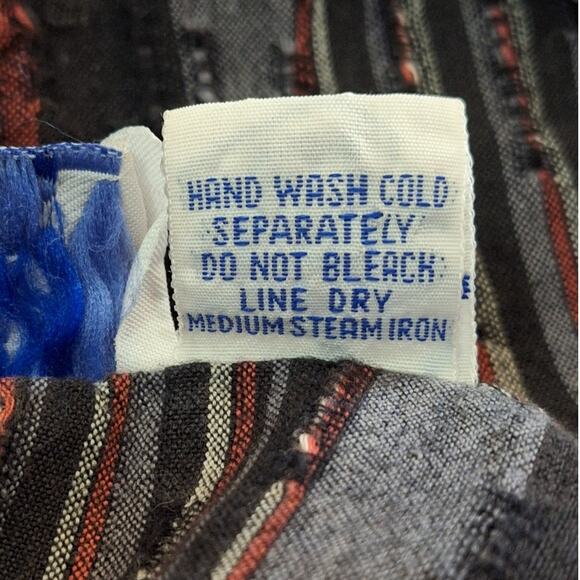 HAND WASH COLD
SEPARATELY
DO NOT BLEACH
LINE DRY
MEDIUM STEAM IRON